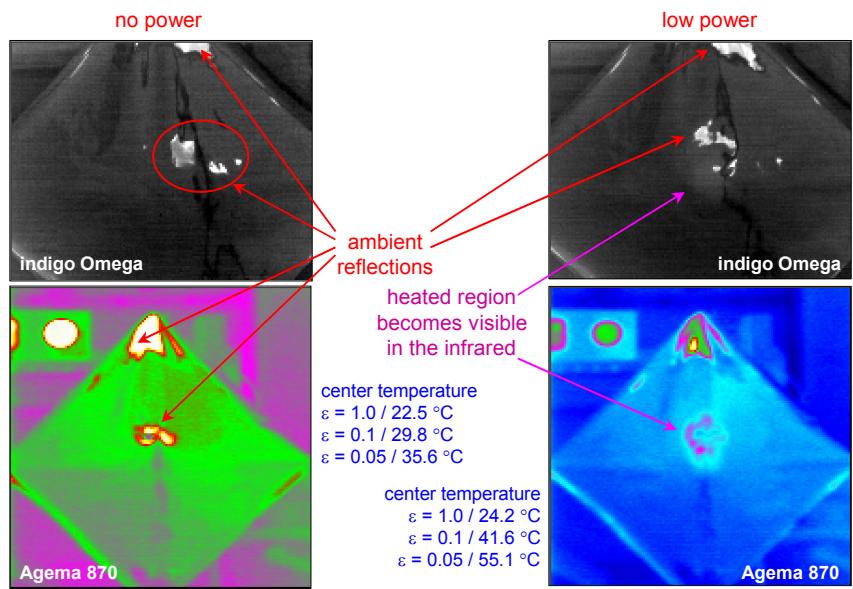 no power
low power
indigo Omega
indigo Omega
ambient
reflections
heated region
becomes visible
in the infrared
center temperature
ε = 1.0 / 22.5 °C
ε = 0.1 / 29.8 °C
ε = 0.05 / 35.6 °C
center temperature
ε = 1.0 / 24.2 °C
ε = 0.1 / 41.6 °C
ε = 0.05 / 55.1 °C
Agema 870
Agema 870